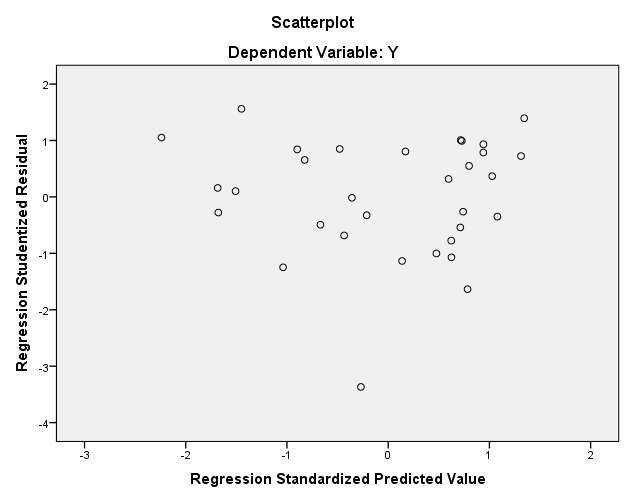 Scatterplot
Dependent Variable: Y
Regression Studentized Residual
2
1
0
-1
-2
-3
-4
-3 -2 -1 0 1 2
Regression Standardized Predicted Value